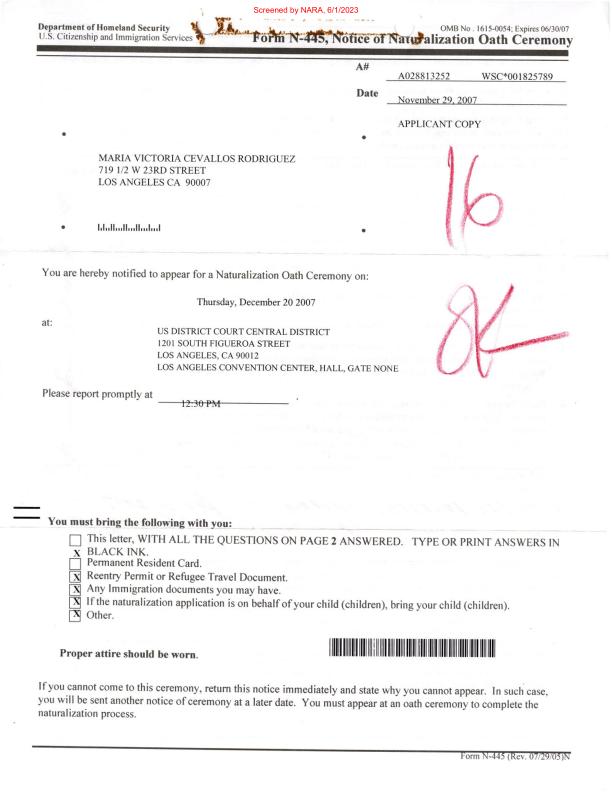 Screened by NARA, 6/1/2023
Department of Homeland Security
U.S. Citizenship and Immigration Services
OMB No . 1615-0054; Expires 06/30/07
Form N-445, Notice of Naturalization Oath Ceremony
A#
A028813252 WSC*001825789
Date
November 29, 2007
APPLICANT COPY
MARIA VICTORIA CEVALLOS RODRIGUEZ
719 1/2 W 23RD STREET
LOS ANGELES CA 90007
16
You are hereby notified to appear for a Naturalization Oath Ceremony on:
Thursday, December 20 2007
at:
US DISTRICT COURT CENTRAL DISTRICT
1201 SOUTH FIGUEROA STREET
LOS ANGELES, CA 90012
LOS ANGELES CONVENTION CENTER, HALL, GATE NONE
Please report promptly at 12:30 PM .
You must bring the following with you:
This letter, WITH ALL THE QUESTIONS ON PAGE 2 ANSWERED. TYPE OR PRINT ANSWERS IN
X BLACK INK.
Permanent Resident Card.
X Reentry Permit or Refugee Travel Document.
X Any Immigration documents you may have.
X If the naturalization application is on behalf of your child (children), bring your child (children).
X Other.
Proper attire should be worn.
If you cannot come to this ceremony, return this notice immediately and state why you cannot appear. In such case,
you will be sent another notice of ceremony at a later date. You must appear at an oath ceremony to complete the
naturalization process.
Form N-445 (Rev. 07/29/05)N